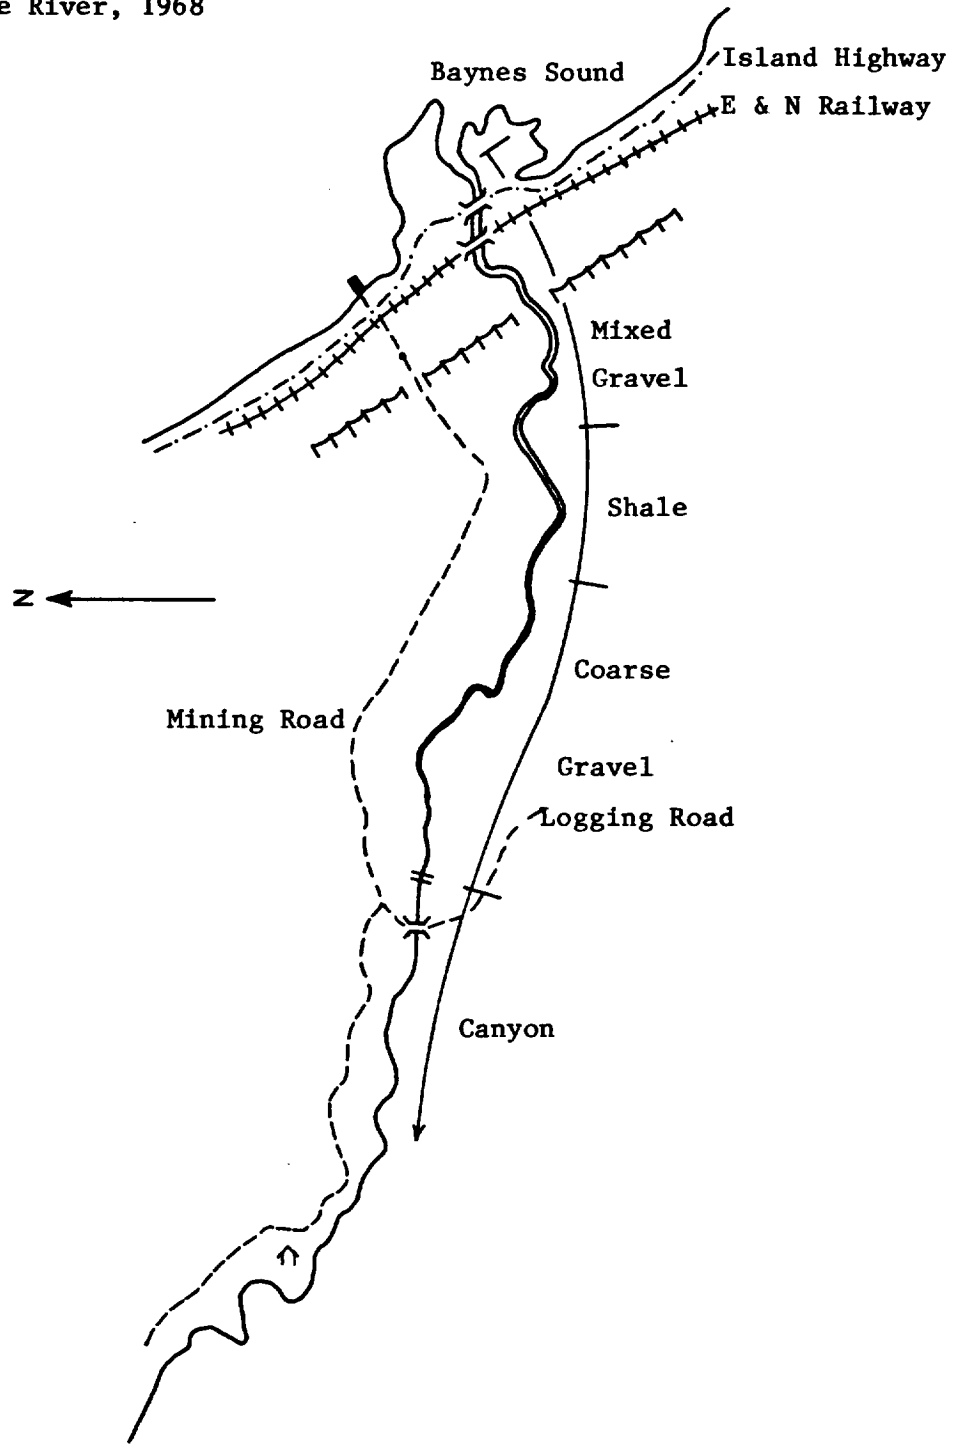 e River, 1968
Baynes Sound
Island Highway
E & N Railway
Mixed
Gravel
Shale
N
Coarse
Mining Road
Gravel
Logging Road
Canyon